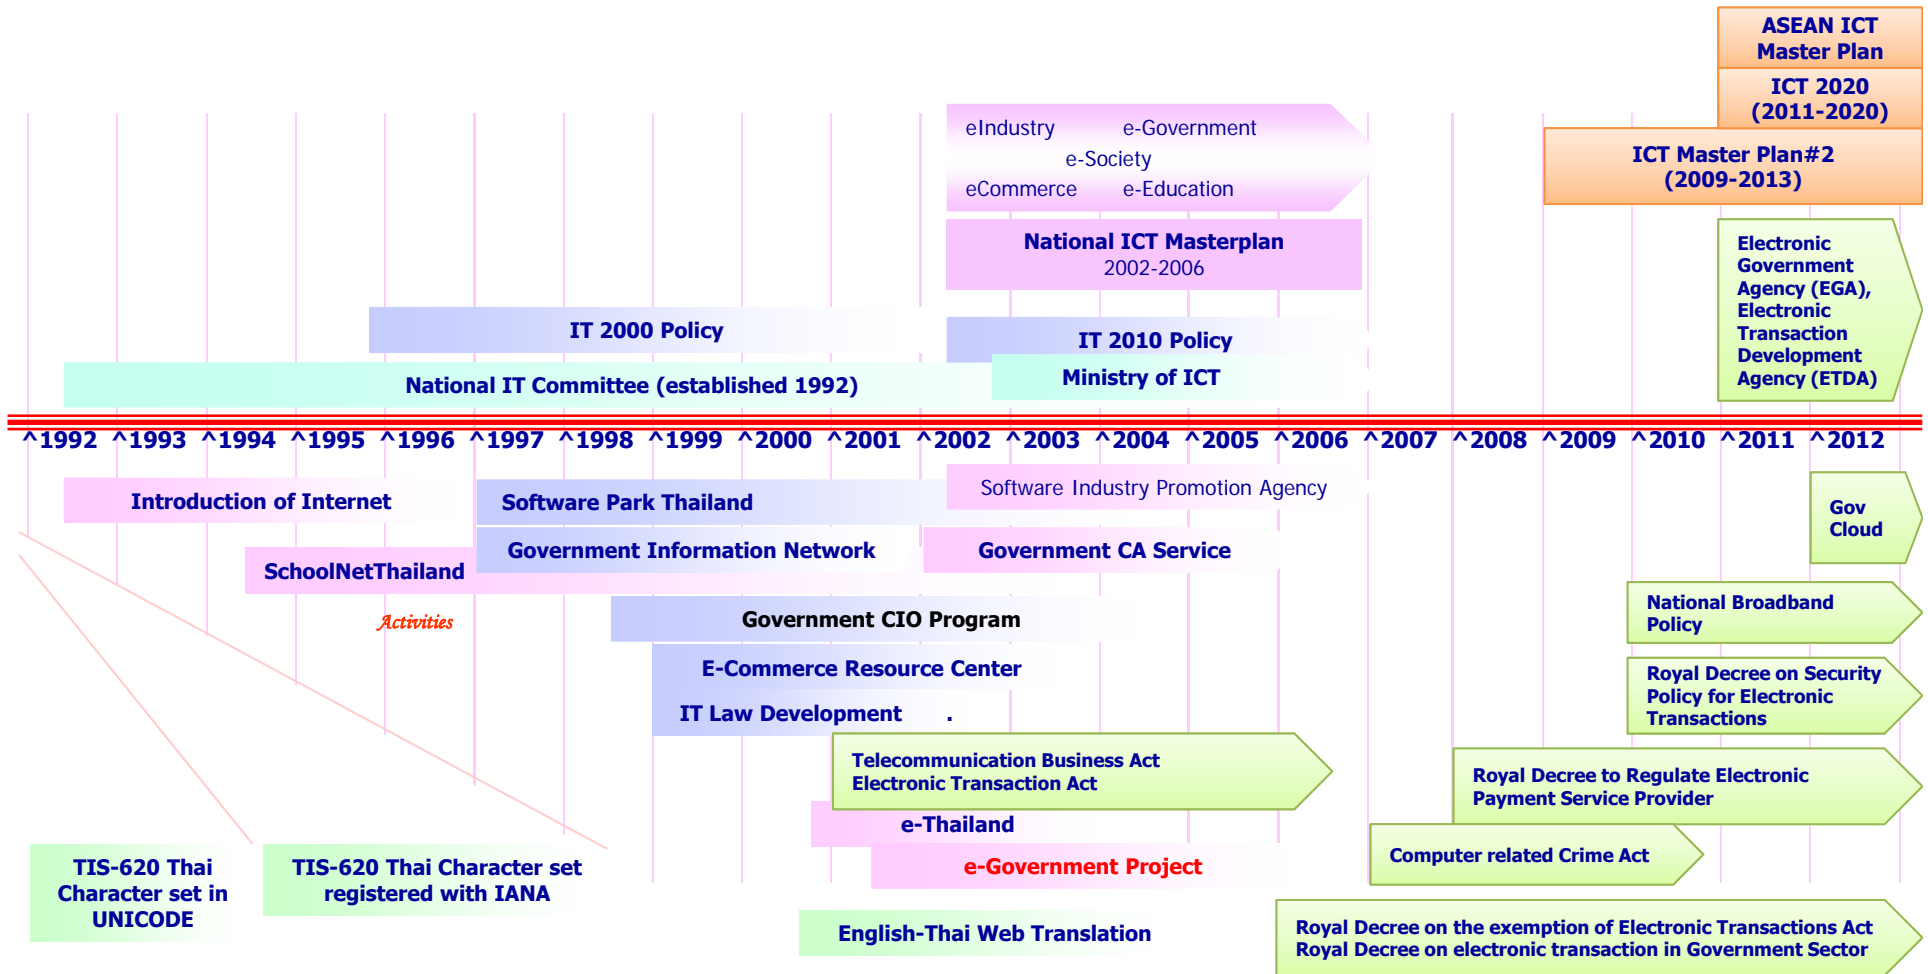 ASEAN ICT
Master Plan
ICT 2020
(2011-2020)
eIndustry e-Government
e-Society
eCommerce e-Education
ICT Master Plan#2
(2009-2013)
National ICT Masterplan
2002-2006
Electronic
Government
Agency (EGA),
Electronic
Transaction
Development
Agency (ETDA)
IT 2000 Policy
IT 2010 Policy
National IT Committee (established 1992)
Ministry of ICT
^1992 ^1993 ^1994 ^1995 ^1996 ^1997 ^1998 ^1999 ^2000 ^2001 ^2002 ^2003 ^2004 ^2005 ^2006 ^2007 ^2008 ^2009 ^2010 ^2011 ^2012
Introduction of Internet
Software Park Thailand
Software Industry Promotion Agency
Gov
Cloud
Government Information Network
Government CA Service
SchoolNetThailand
Activities
Government CIO Program
National Broadband
Policy
E-Commerce Resource Center
IT Law Development .
Royal Decree on Security
Policy for Electronic
Transactions
Telecommunication Business Act
Electronic Transaction Act
Royal Decree to Regulate Electronic
Payment Service Provider
e-Thailand
Computer related Crime Act
e-Government Project
TIS-620 Thai
Character set in
UNICODE
TIS-620 Thai Character set
registered with IANA
English-Thai Web Translation
Royal Decree on the exemption of Electronic Transactions Act
Royal Decree on electronic transaction in Government Sector